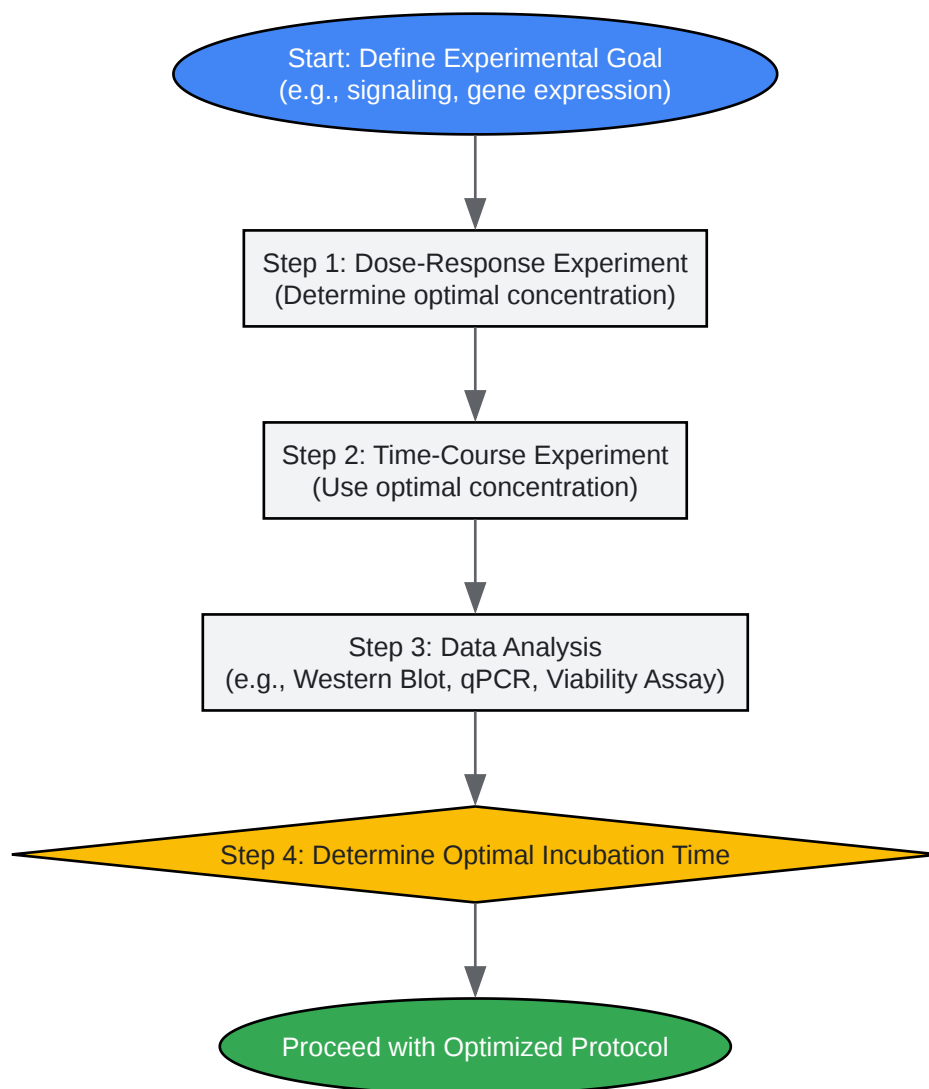 Start: Define Experimental Goal
(e.g., signaling, gene expression)
Step 1: Dose-Response Experiment
(Determine optimal concentration)
Step 2: Time-Course Experiment
(Use optimal concentration)
Step 3: Data Analysis
(e.g., Western Blot, qPCR, Viability Assay)
Step 4: Determine Optimal Incubation Time
Proceed with Optimized Protocol